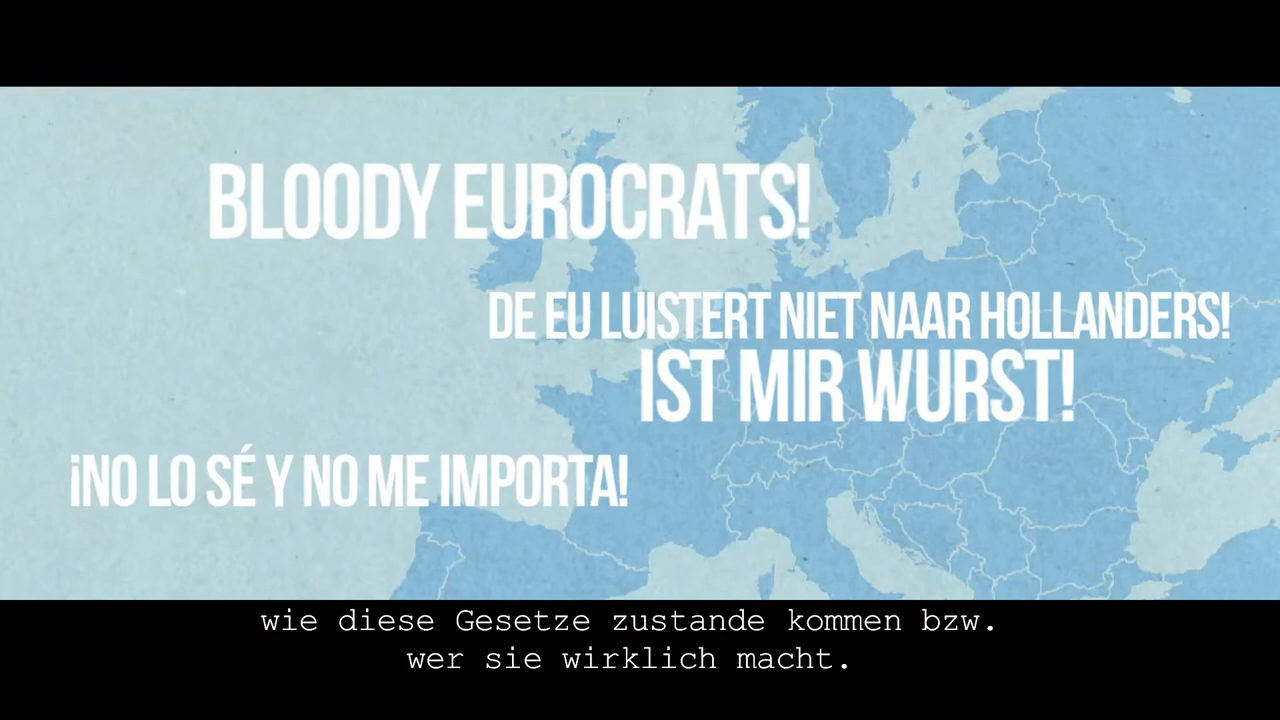 BLOODY EUROCRATS!
DE EU LUISTERT NIET NAAR HOLLANDERS!
IST MIR WURST!
¡NO LO SÉ Y NO ME IMPORTA!
wie diese Gesetze zustande kommen bzw.
wer sie wirklich macht.